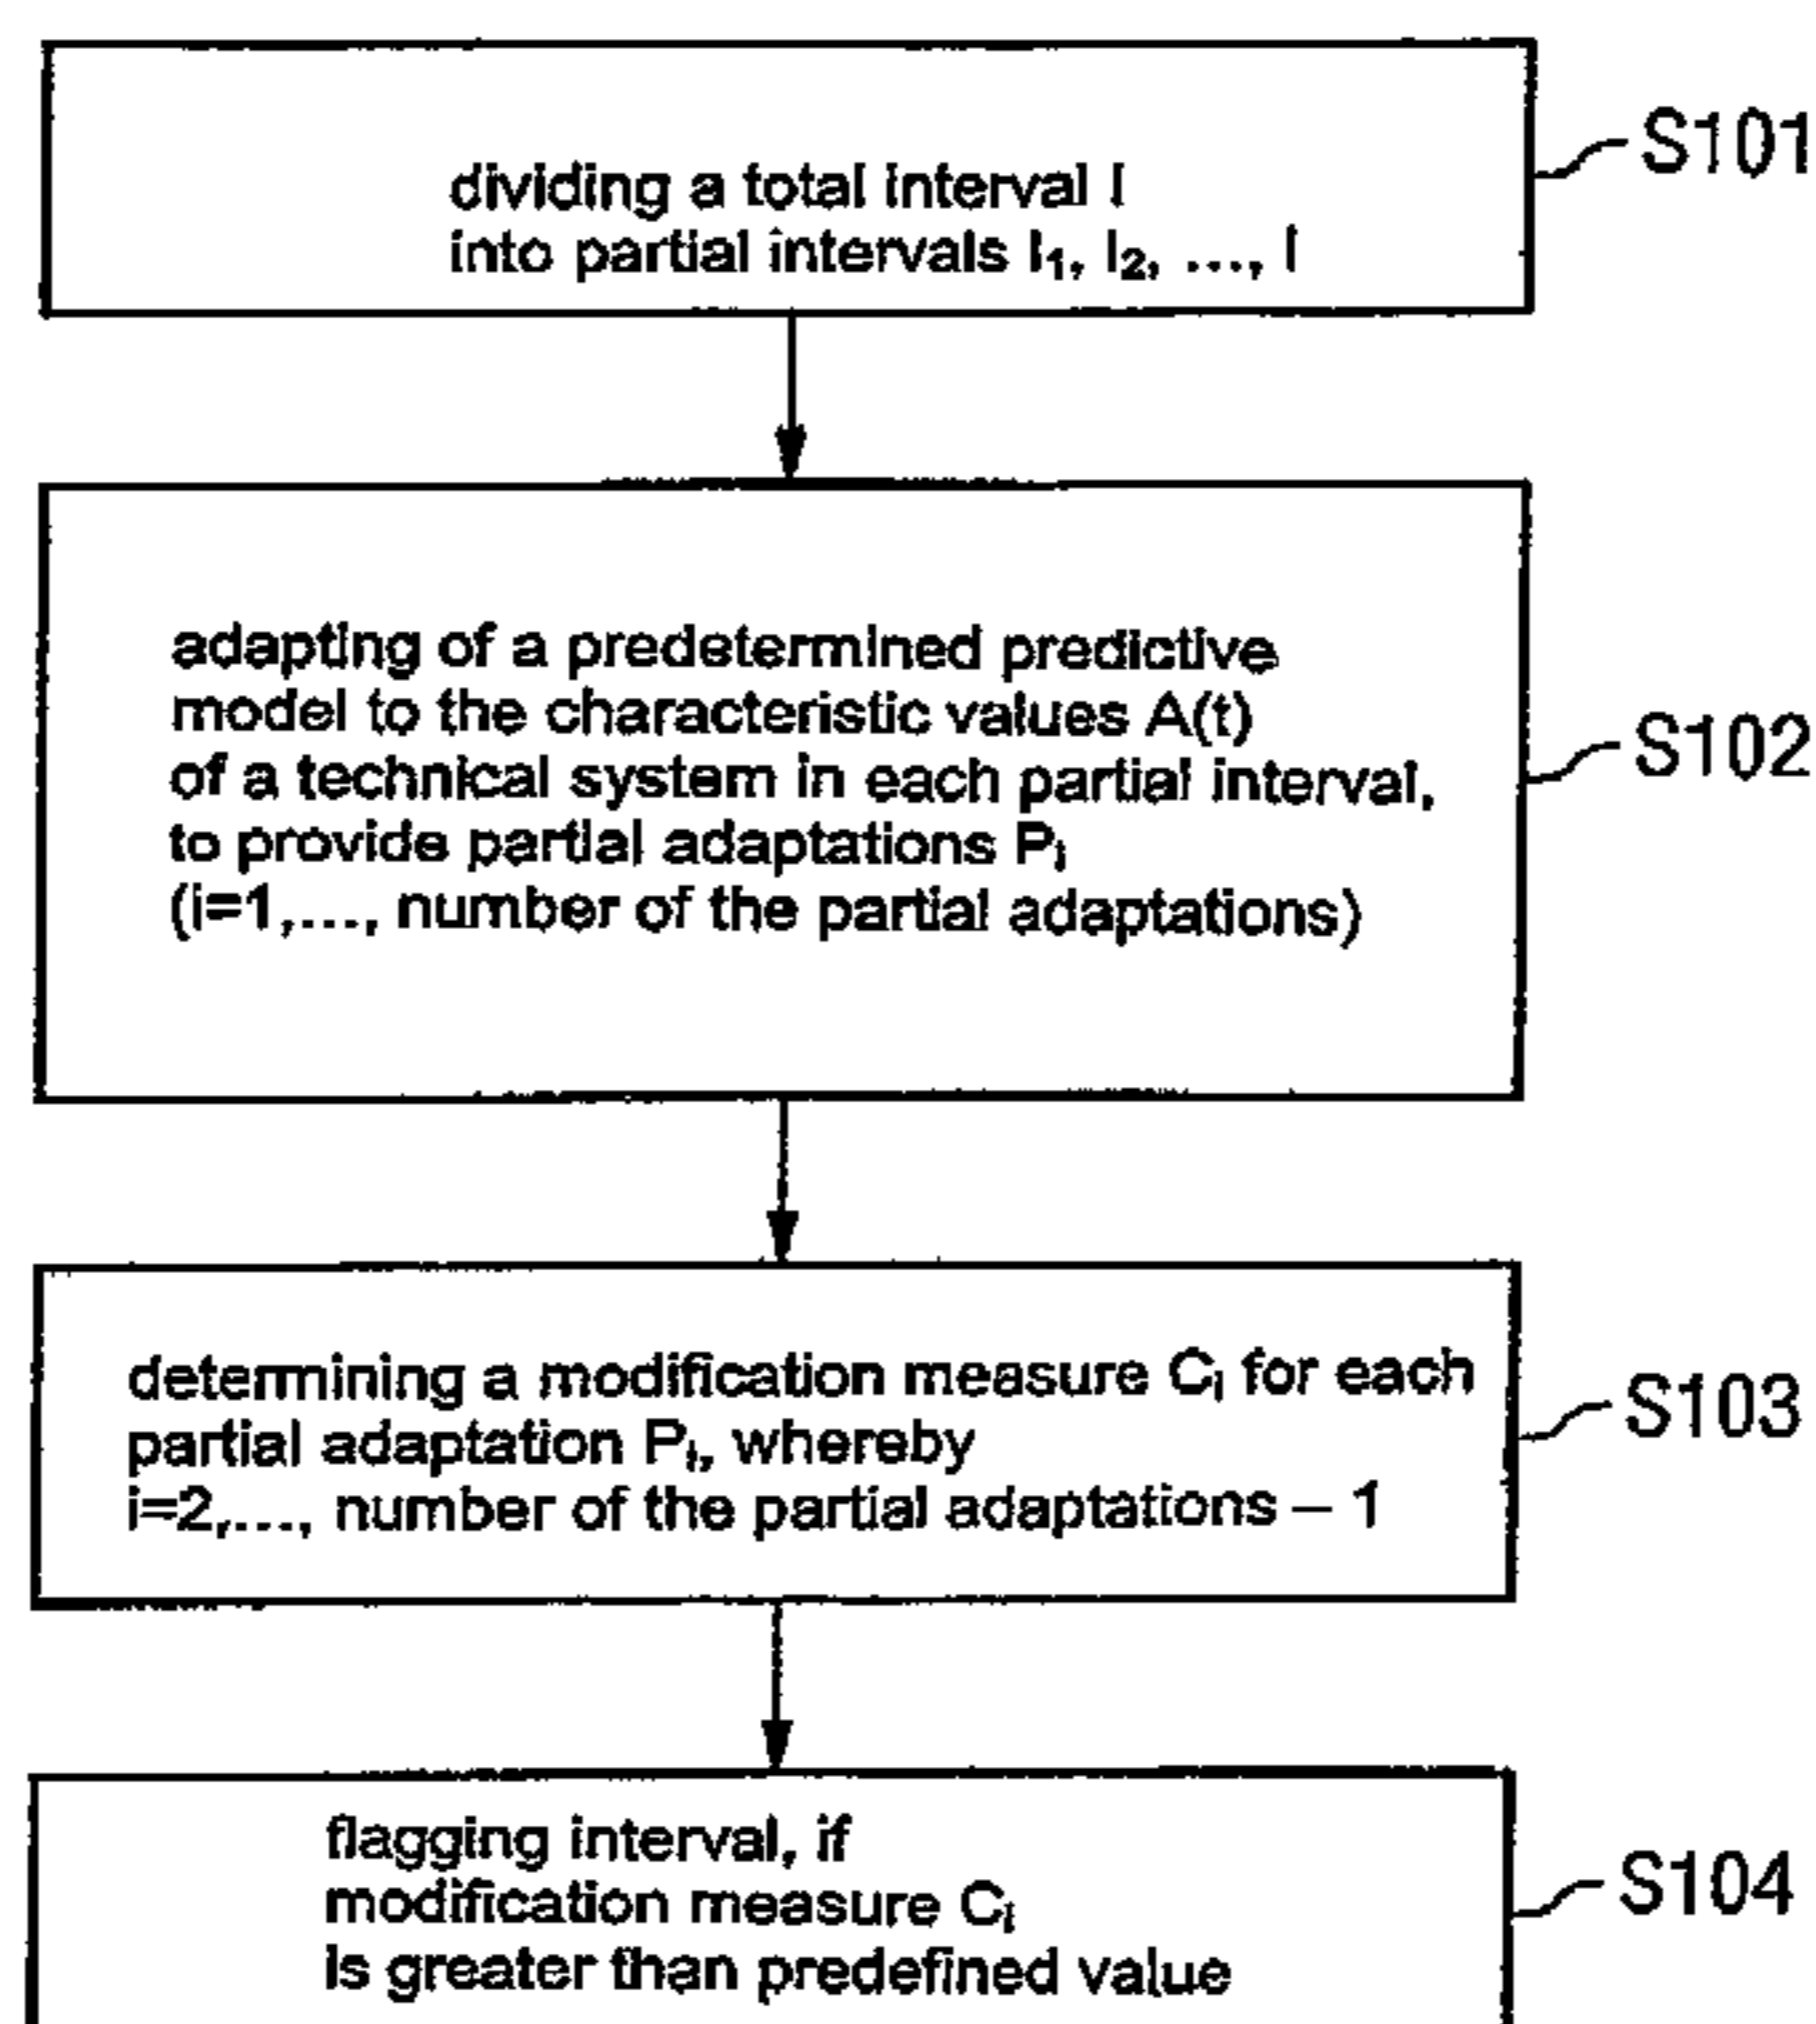 dividing a total interval I
into partial intervals I₁, I₂, ..., I
S101
adapting of a predetermined predictive
model to the characteristic values A(t)
of a technical system in each partial interval,
to provide partial adaptations Pᵢ
(i=1,..., number of the partial adaptations)
S102
determining a modification measure Cᵢ for each
partial adaptation Pᵢ, whereby
i=2,..., number of the partial adaptations – 1
S103
flagging interval, if
modification measure Cᵢ
is greater than predefined value
S104